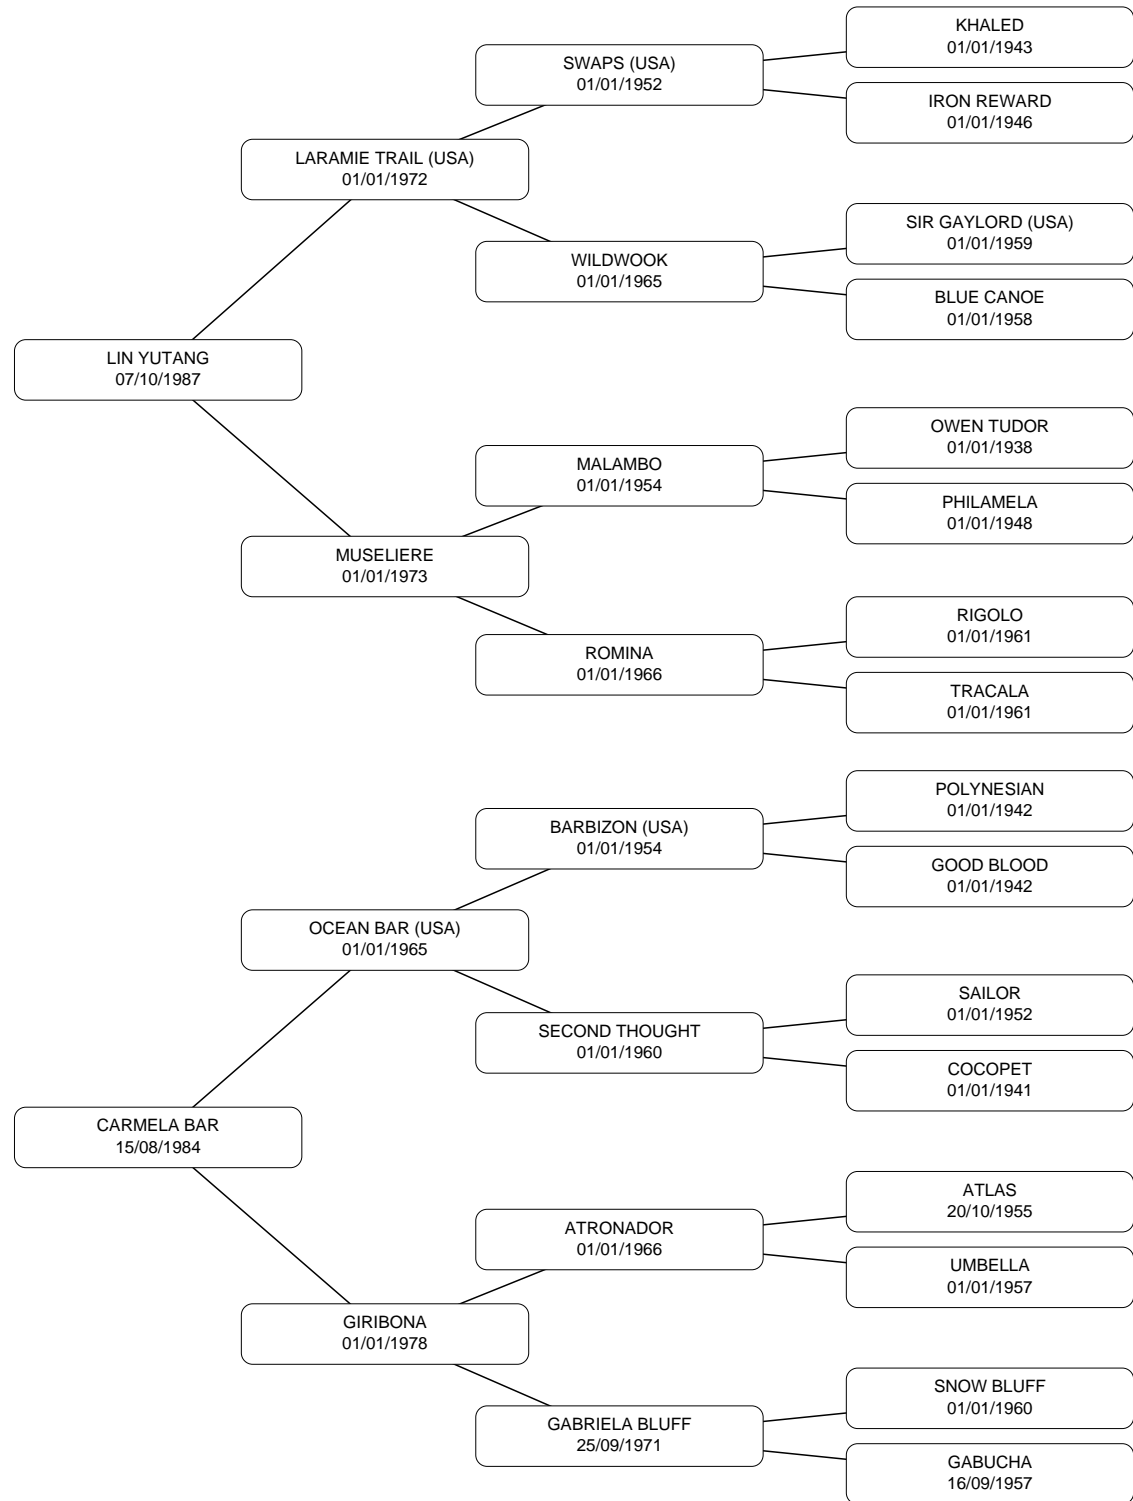 KHALED
01/01/1943
SWAPS (USA)
01/01/1952
IRON REWARD
01/01/1946
LARAMIE TRAIL (USA)
01/01/1972
SIR GAYLORD (USA)
01/01/1959
WILDWOOK
01/01/1965
BLUE CANOE
01/01/1958
LIN YUTANG
07/10/1987
OWEN TUDOR
01/01/1938
MALAMBO
01/01/1954
PHILAMELA
01/01/1948
MUSELIERE
01/01/1973
RIGOLO
01/01/1961
ROMINA
01/01/1966
TRACALA
01/01/1961
POLYNESIAN
01/01/1942
BARBIZON (USA)
01/01/1954
GOOD BLOOD
01/01/1942
OCEAN BAR (USA)
01/01/1965
SAILOR
01/01/1952
SECOND THOUGHT
01/01/1960
COCOPET
01/01/1941
CARMELA BAR
15/08/1984
ATLAS
20/10/1955
ATRONADOR
01/01/1966
UMBELLA
01/01/1957
GIRIBONA
01/01/1978
SNOW BLUFF
01/01/1960
GABRIELA BLUFF
25/09/1971
GABUCHA
16/09/1957